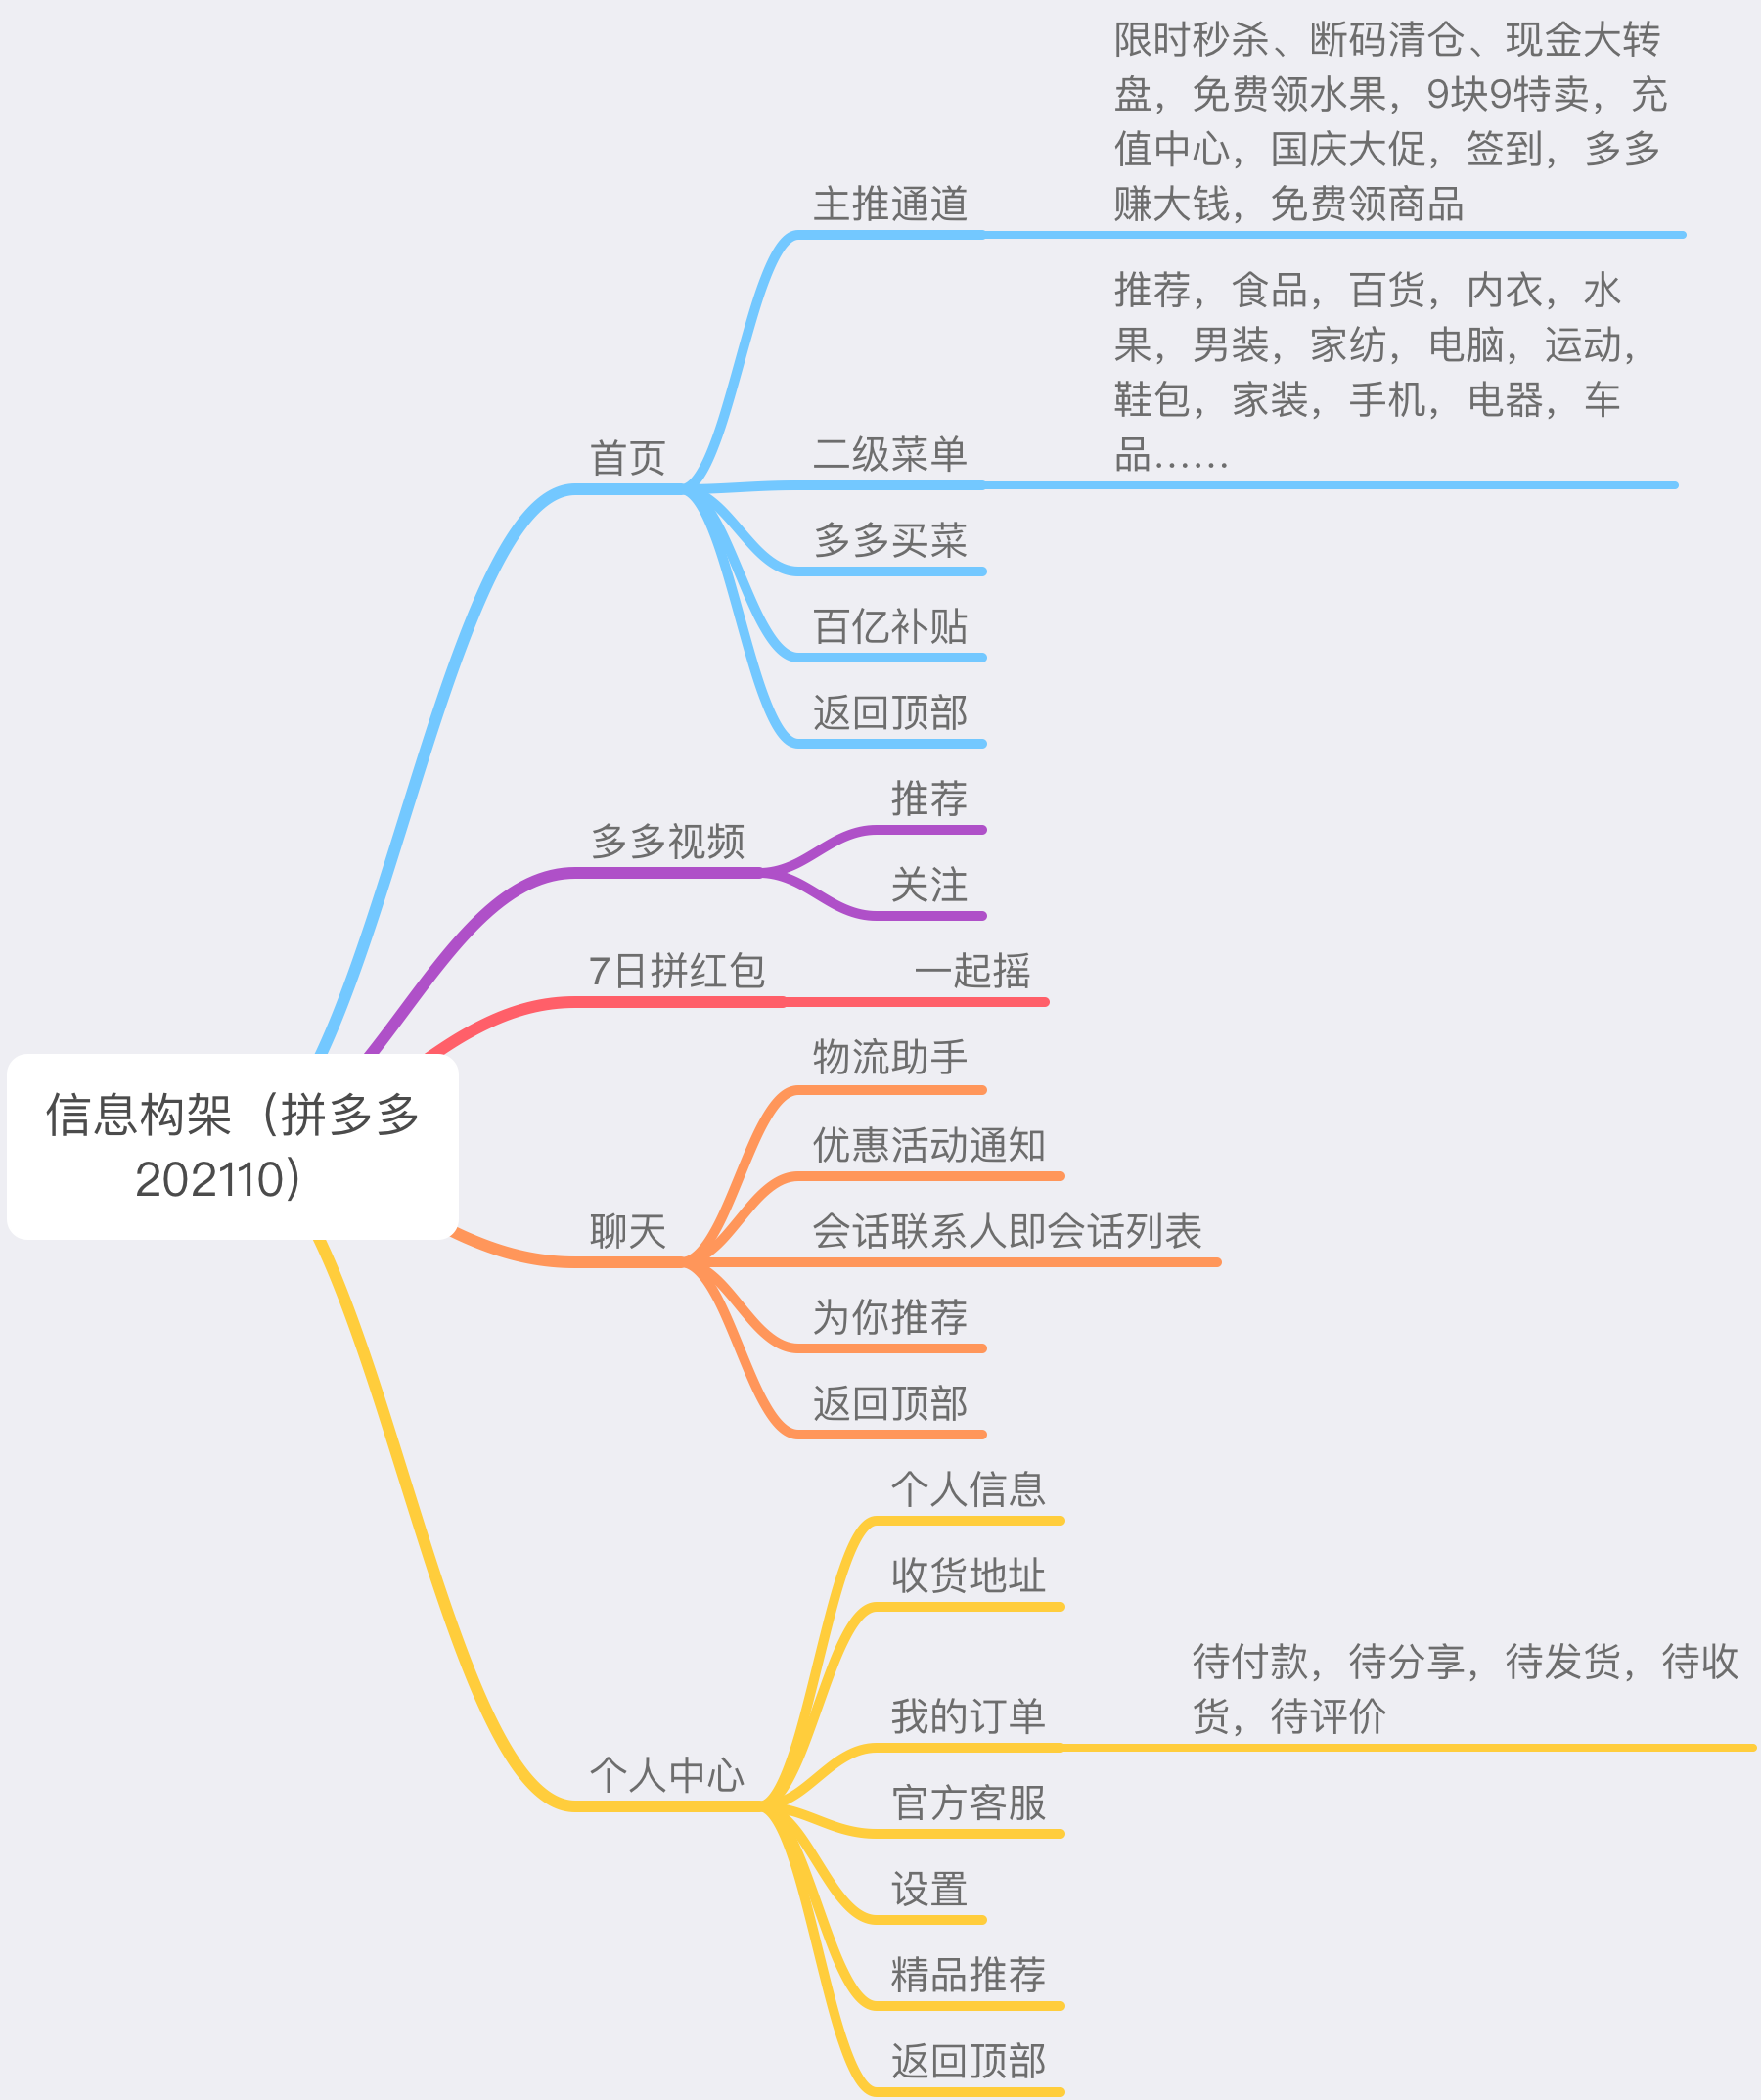 信息构架（拼多多
202110）
首页
主推通道
限时秒杀、断码清仓、现金大转
盘，免费领水果，9块9特卖，充
值中心，国庆大促，签到，多多
赚大钱，免费领商品
二级菜单
推荐，食品，百货，内衣，水
果，男装，家纺，电脑，运动，
鞋包，家装，手机，电器，车
品……
多多买菜
百亿补贴
返回顶部
多多视频
推荐
关注
7日拼红包
一起摇
聊天
物流助手
优惠活动通知
会话联系人即会话列表
为你推荐
返回顶部
个人中心
个人信息
收货地址
我的订单
待付款，待分享，待发货，待收
货，待评价
官方客服
设置
精品推荐
返回顶部